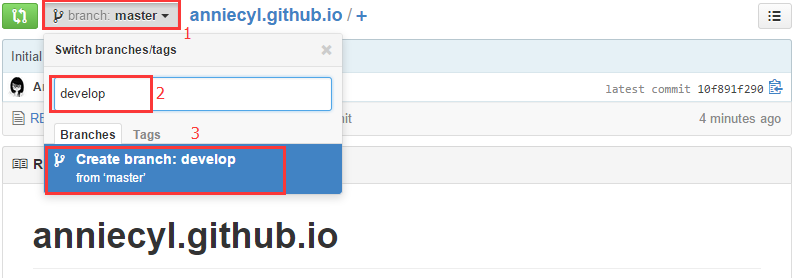 branch: master
anniecyl.github.io / +
1
Switch branches/tags
Initial
develop
2
latest commit 10f891f290
Branches
Tags
3
4 minutes ago
Create branch: develop
from 'master'
anniecyl.github.io